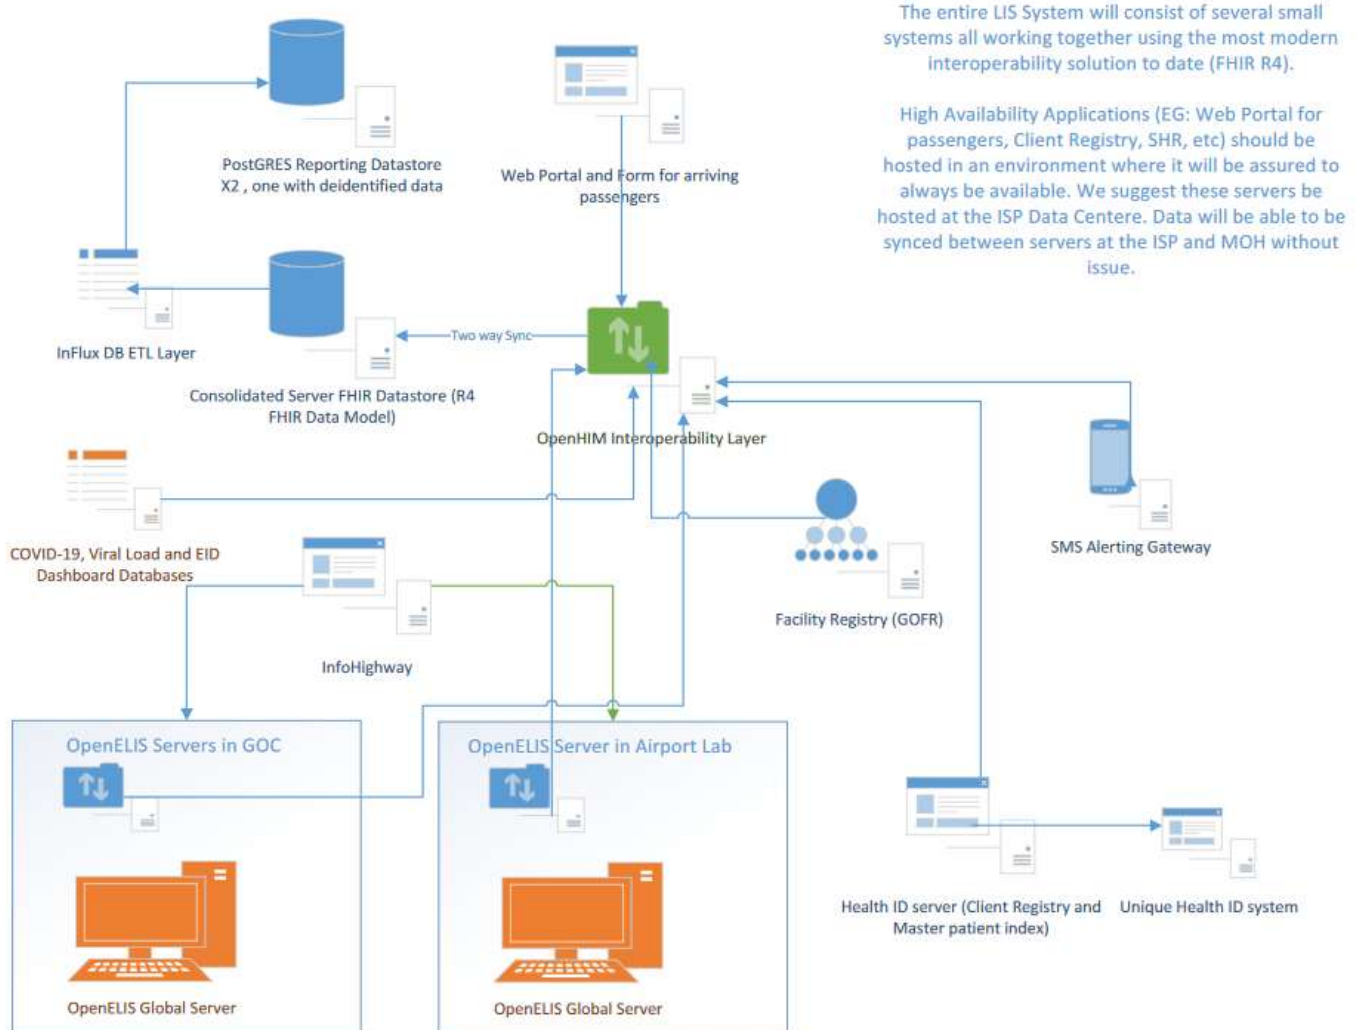 The entire LIS System will consist of several small
systems all working together using the most modern
interoperability solution to date (FHIR R4).
High Availability Applications (EG: Web Portal for
passengers, Client Registry, SHR, etc) should be
hosted in an environment where it will be assured to
always be available. We suggest these servers be
hosted at the ISP Data Centere. Data will be able to be
synced between servers at the ISP and MOH without
issue.
PostGRES Reporting Datastore
X2 , one with deidentified data
Web Portal and Form for arriving
passengers
InFlux DB ETL Layer
Two way Sync
Consolidated Server FHIR Datastore (R4
FHIR Data Model)
OpenHIM Interoperability Layer
COVID-19, Viral Load and EID
Dashboard Databases
SMS Alerting Gateway
Facility Registry (GOFR)
InfoHighway
OpenELIS Servers in GOC
OpenELIS Server in Airport Lab
Health ID server (Client Registry and
Master patient index)
Unique Health ID system
OpenELIS Global Server
OpenELIS Global Server